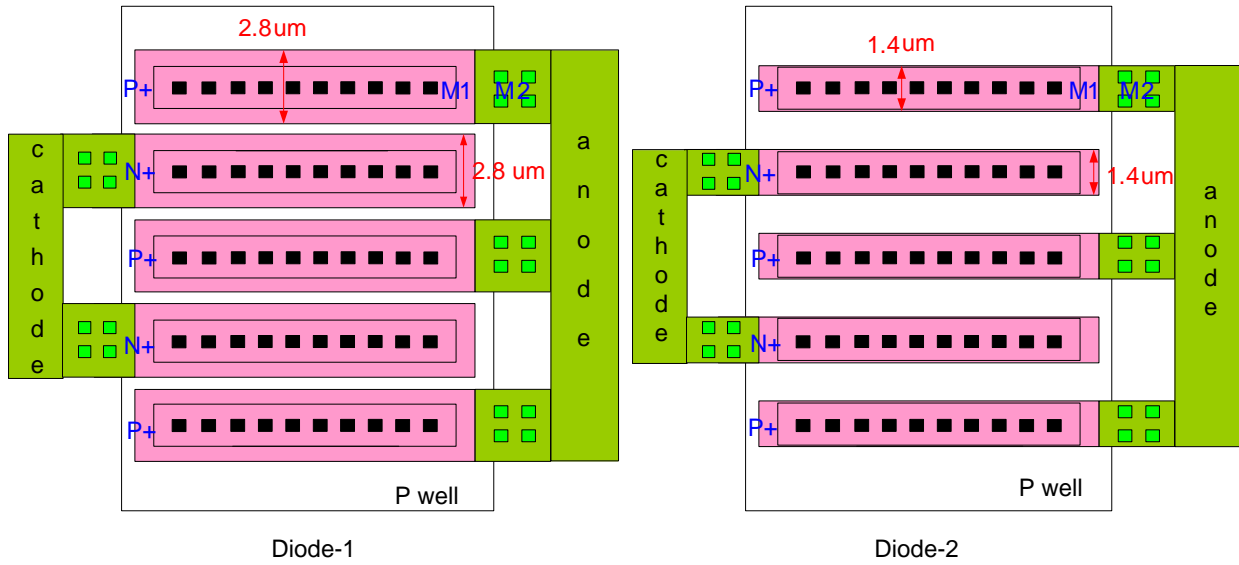 2.8um
P+
M1
M2
N+
2.8 um
P+
N+
P+
cathode
anode
P well
Diode-1
1.4um
P+
M1
M2
N+
1.4um
P+
N+
P+
cathode
anode
P well
Diode-2